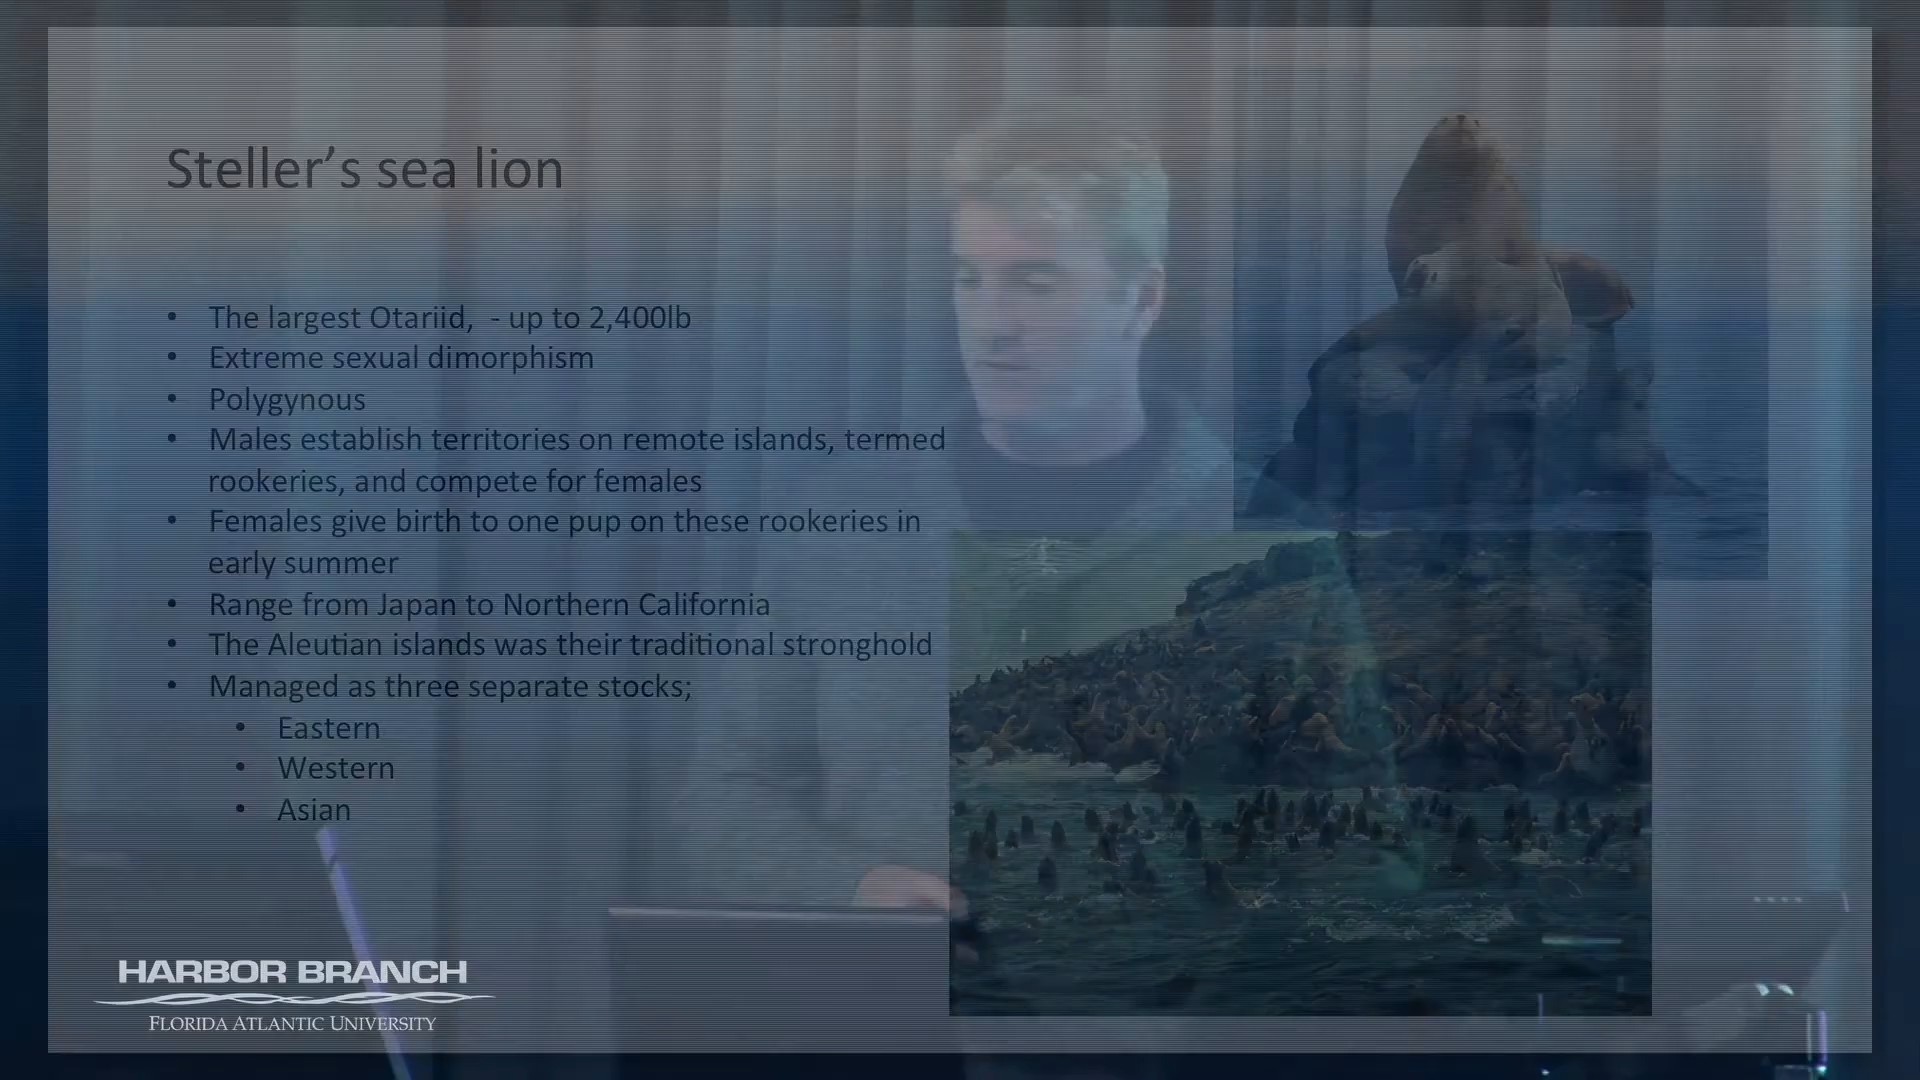 Steller's sea lion
• The largest Otariid,  - up to 2,400lb
• Extreme sexual dimorphism
• Polygynous
• Males establish territories on remote islands, termed
rookeries, and compete for females
• Females give birth to one pup on these rookeries in
early summer
• Range from Japan to Northern California
• The Aleutian islands was their traditional stronghold
• Managed as three separate stocks;
• Eastern
• Western
• Asian
HARBOR BRANCH
FLORIDA ATLANTIC UNIVERSITY